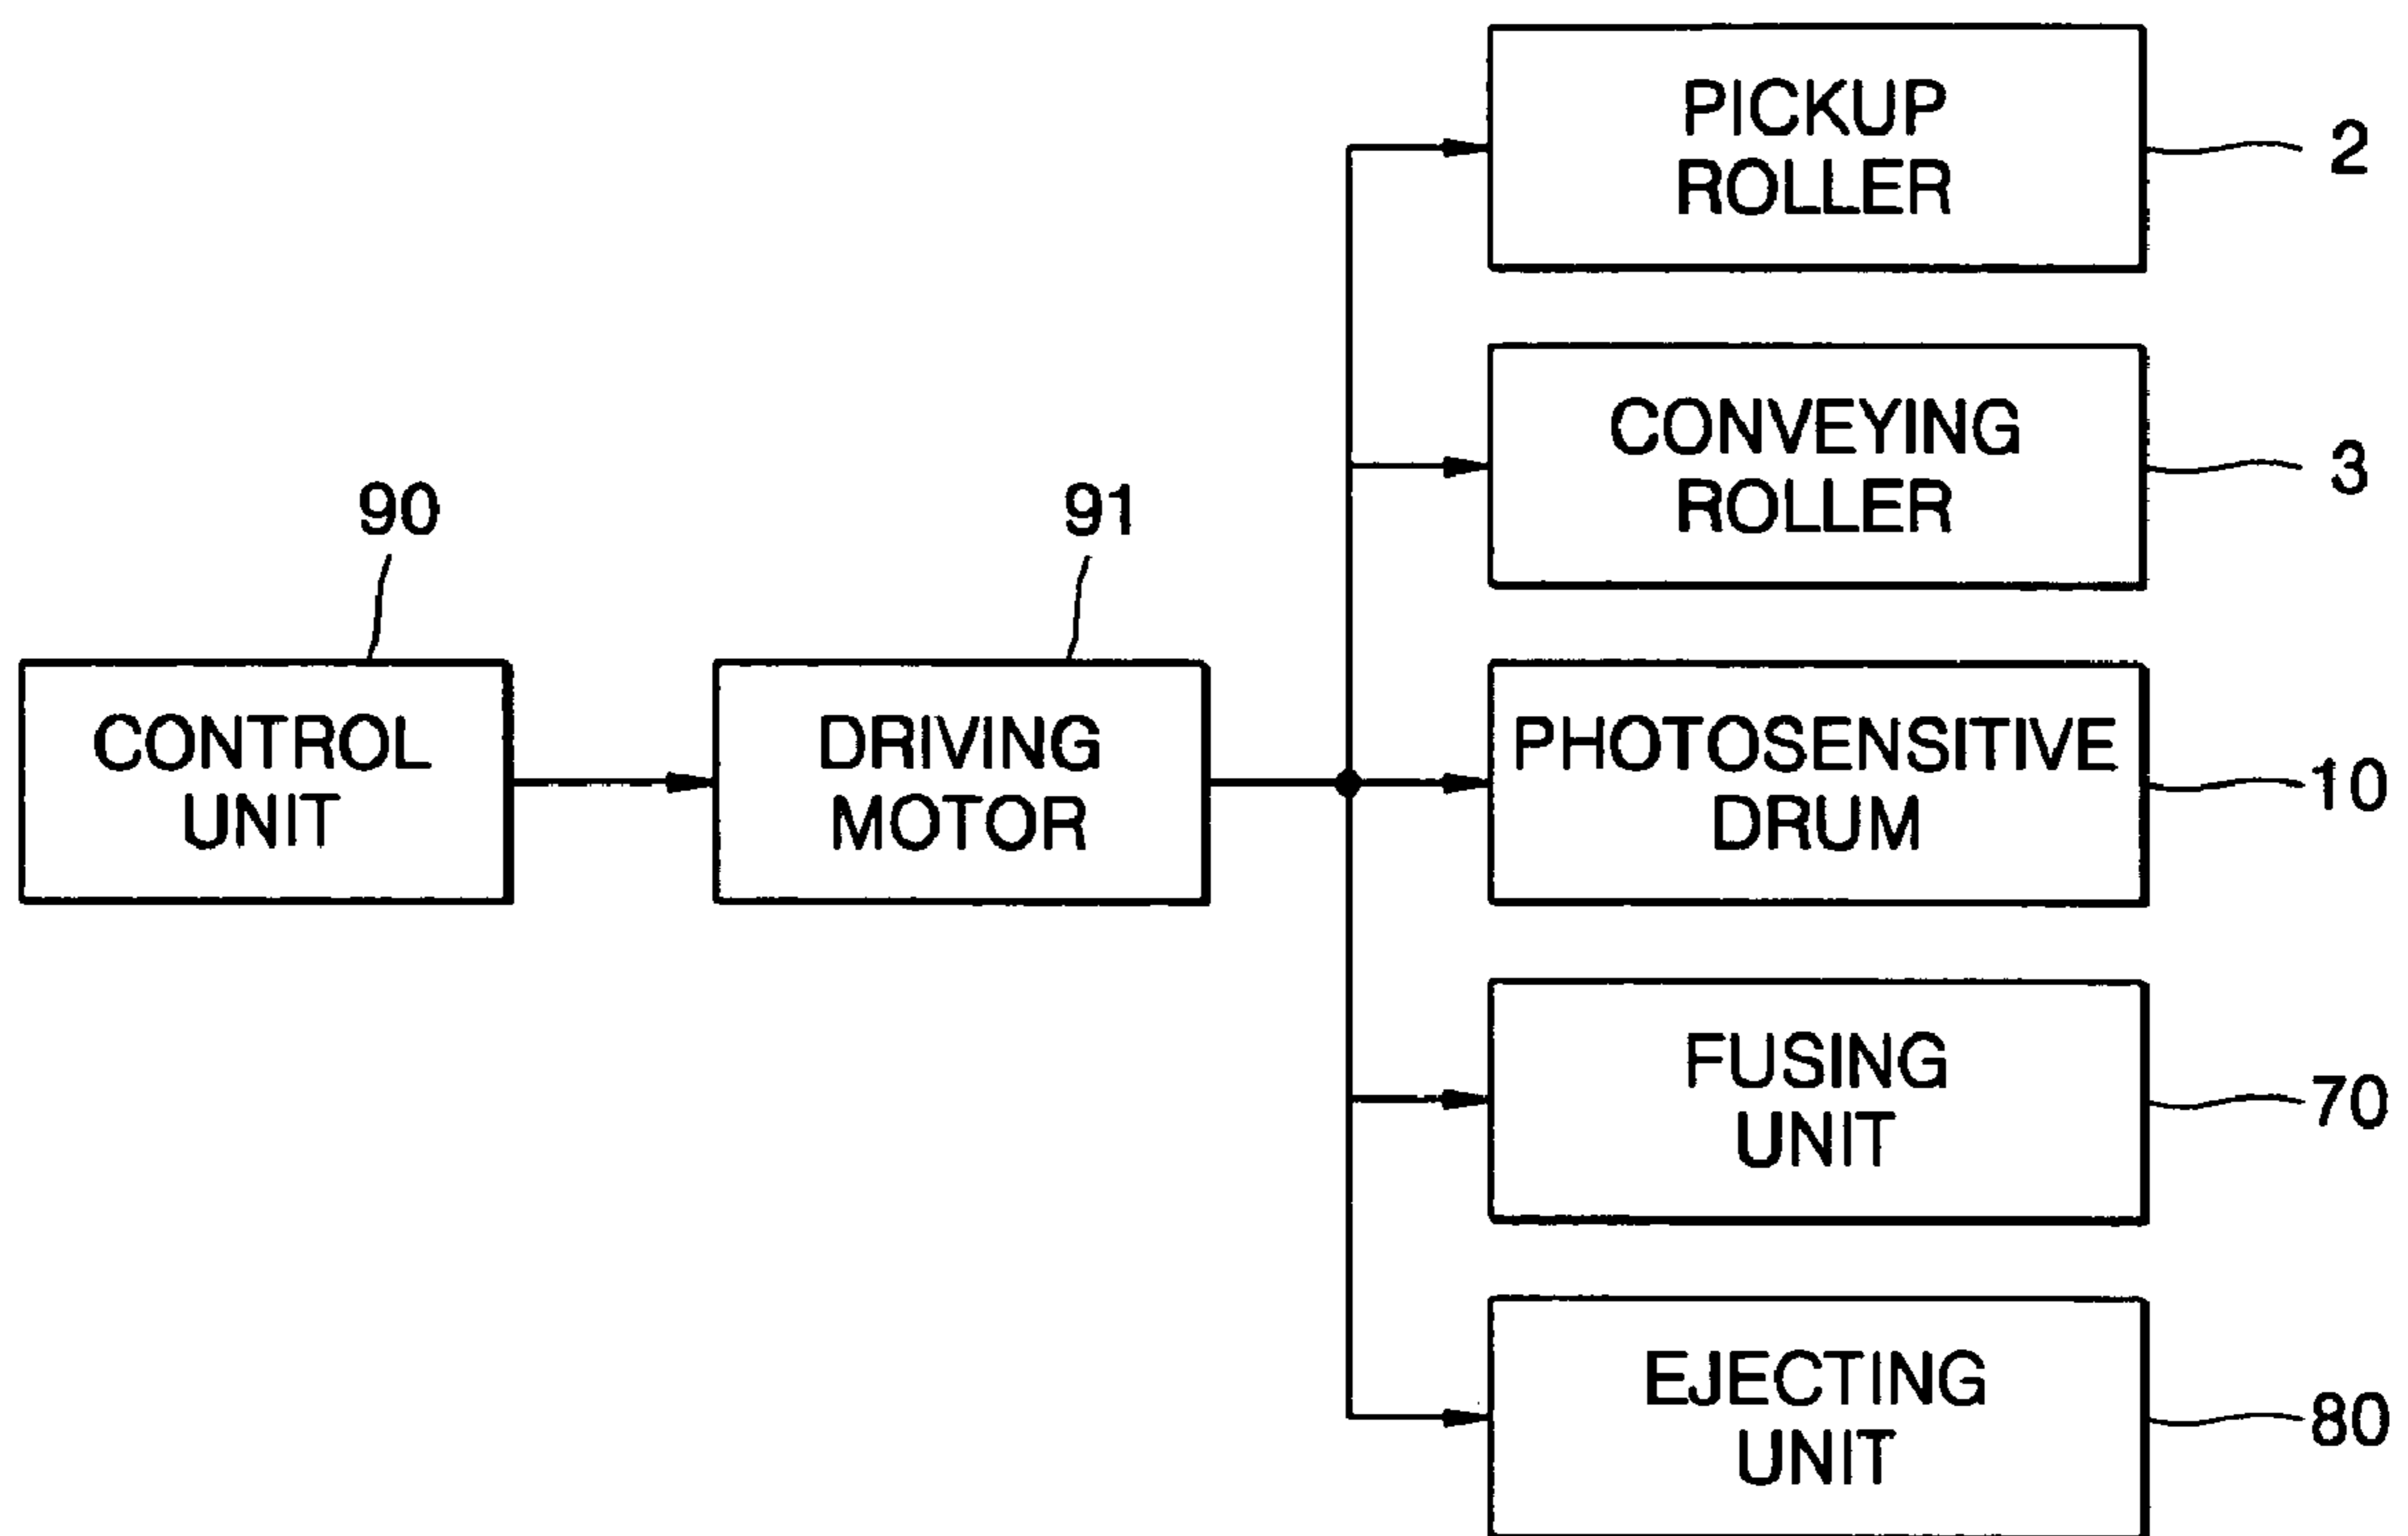 PICKUP
ROLLER
2
CONVEYING
ROLLER
3
90
91
CONTROL
UNIT
DRIVING
MOTOR
PHOTOSENSITIVE
DRUM
10
FUSING
UNIT
70
EJECTING
UNIT
80